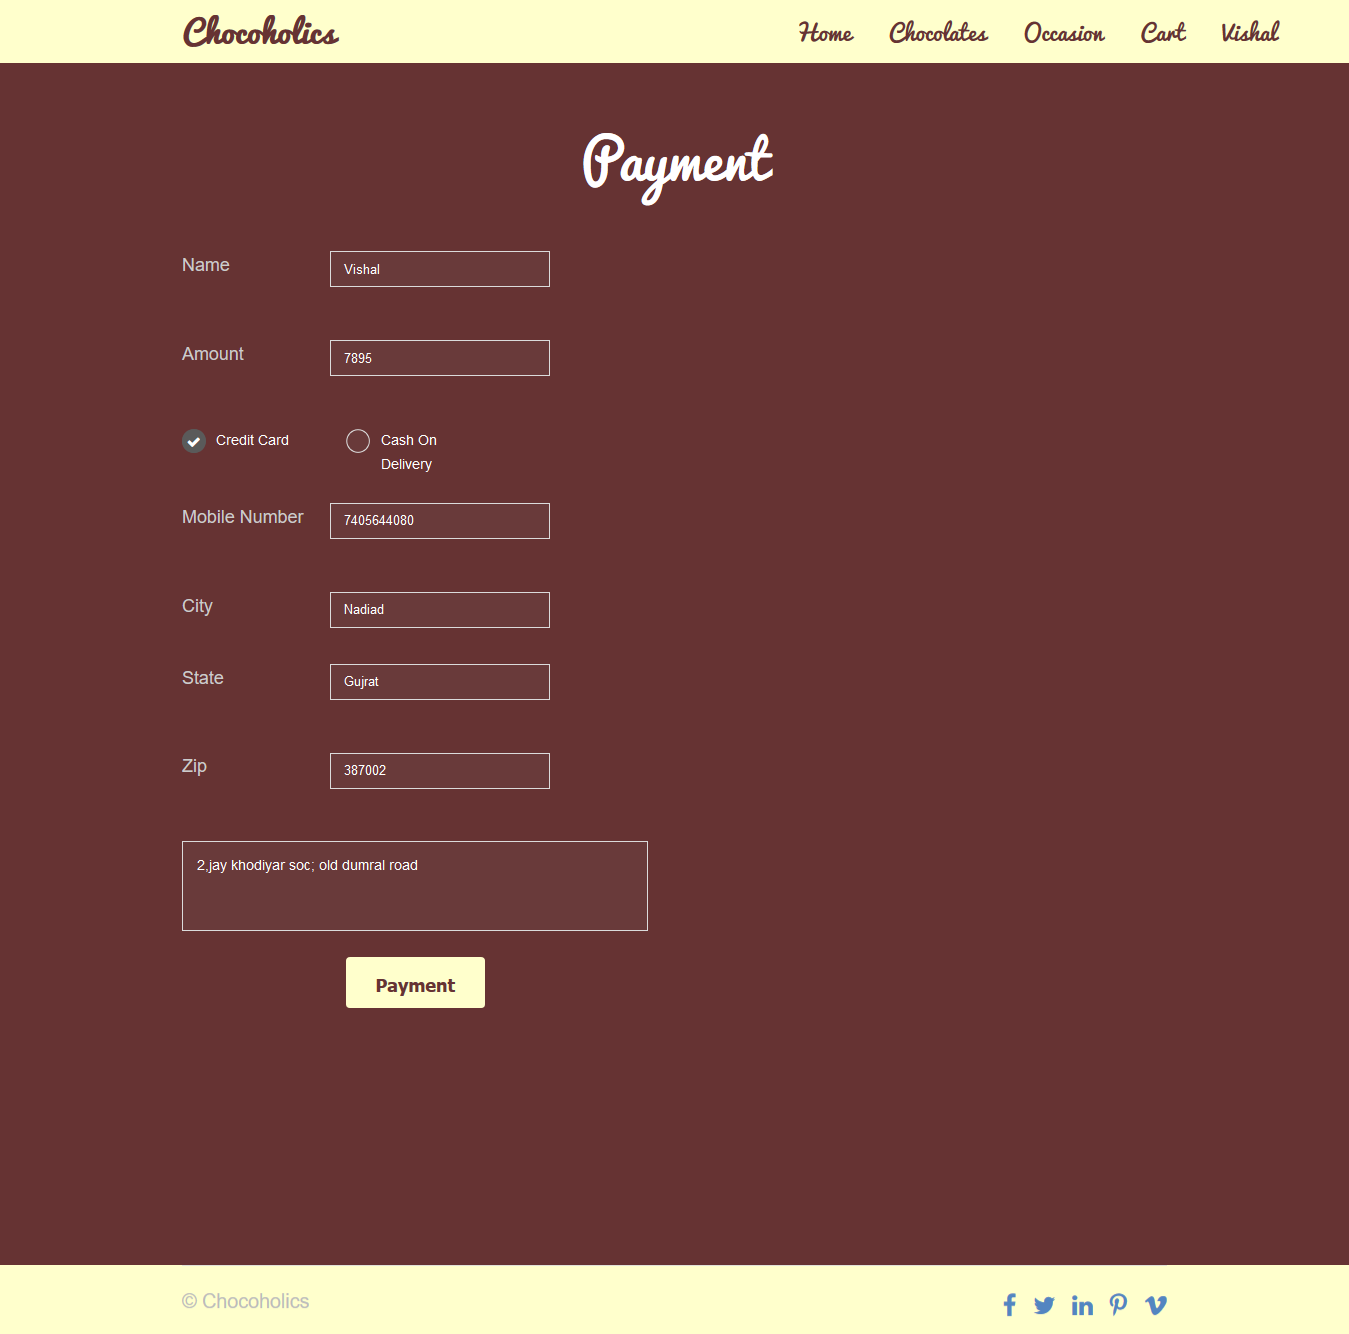 Chocoholics Home Chocolates Occasion Cart Vishal
Payment
Name Vishal
Amount 7895
Credit Card Cash On
Delivery
Mobile Number 7405644080
City Nadiad
State Gujrat
Zip 387002
2,jay khodiyar soc; old dumral road
Payment
© Chocoholics